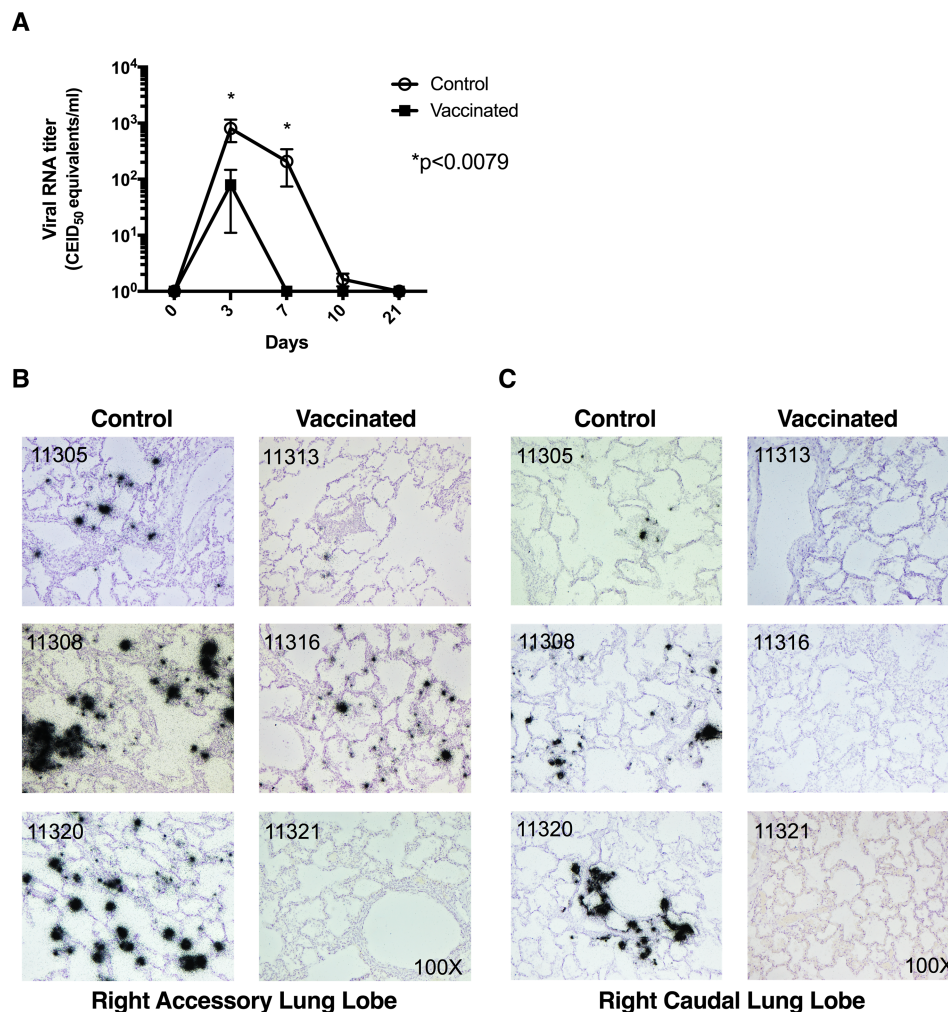 A
Viral RNA titer
(CEID50 equivalents/ml)
10^4
10^3
10^2
10^1
10^0
*
*
Control
Vaccinated
*p<0.0079
0
3
7
10
21
Days
B
Control
Vaccinated
11305
11313
11308
11316
11320
11321
100X
Right Accessory Lung Lobe
C
Control
Vaccinated
11305
11313
11308
11316
11320
11321
100X
Right Caudal Lung Lobe